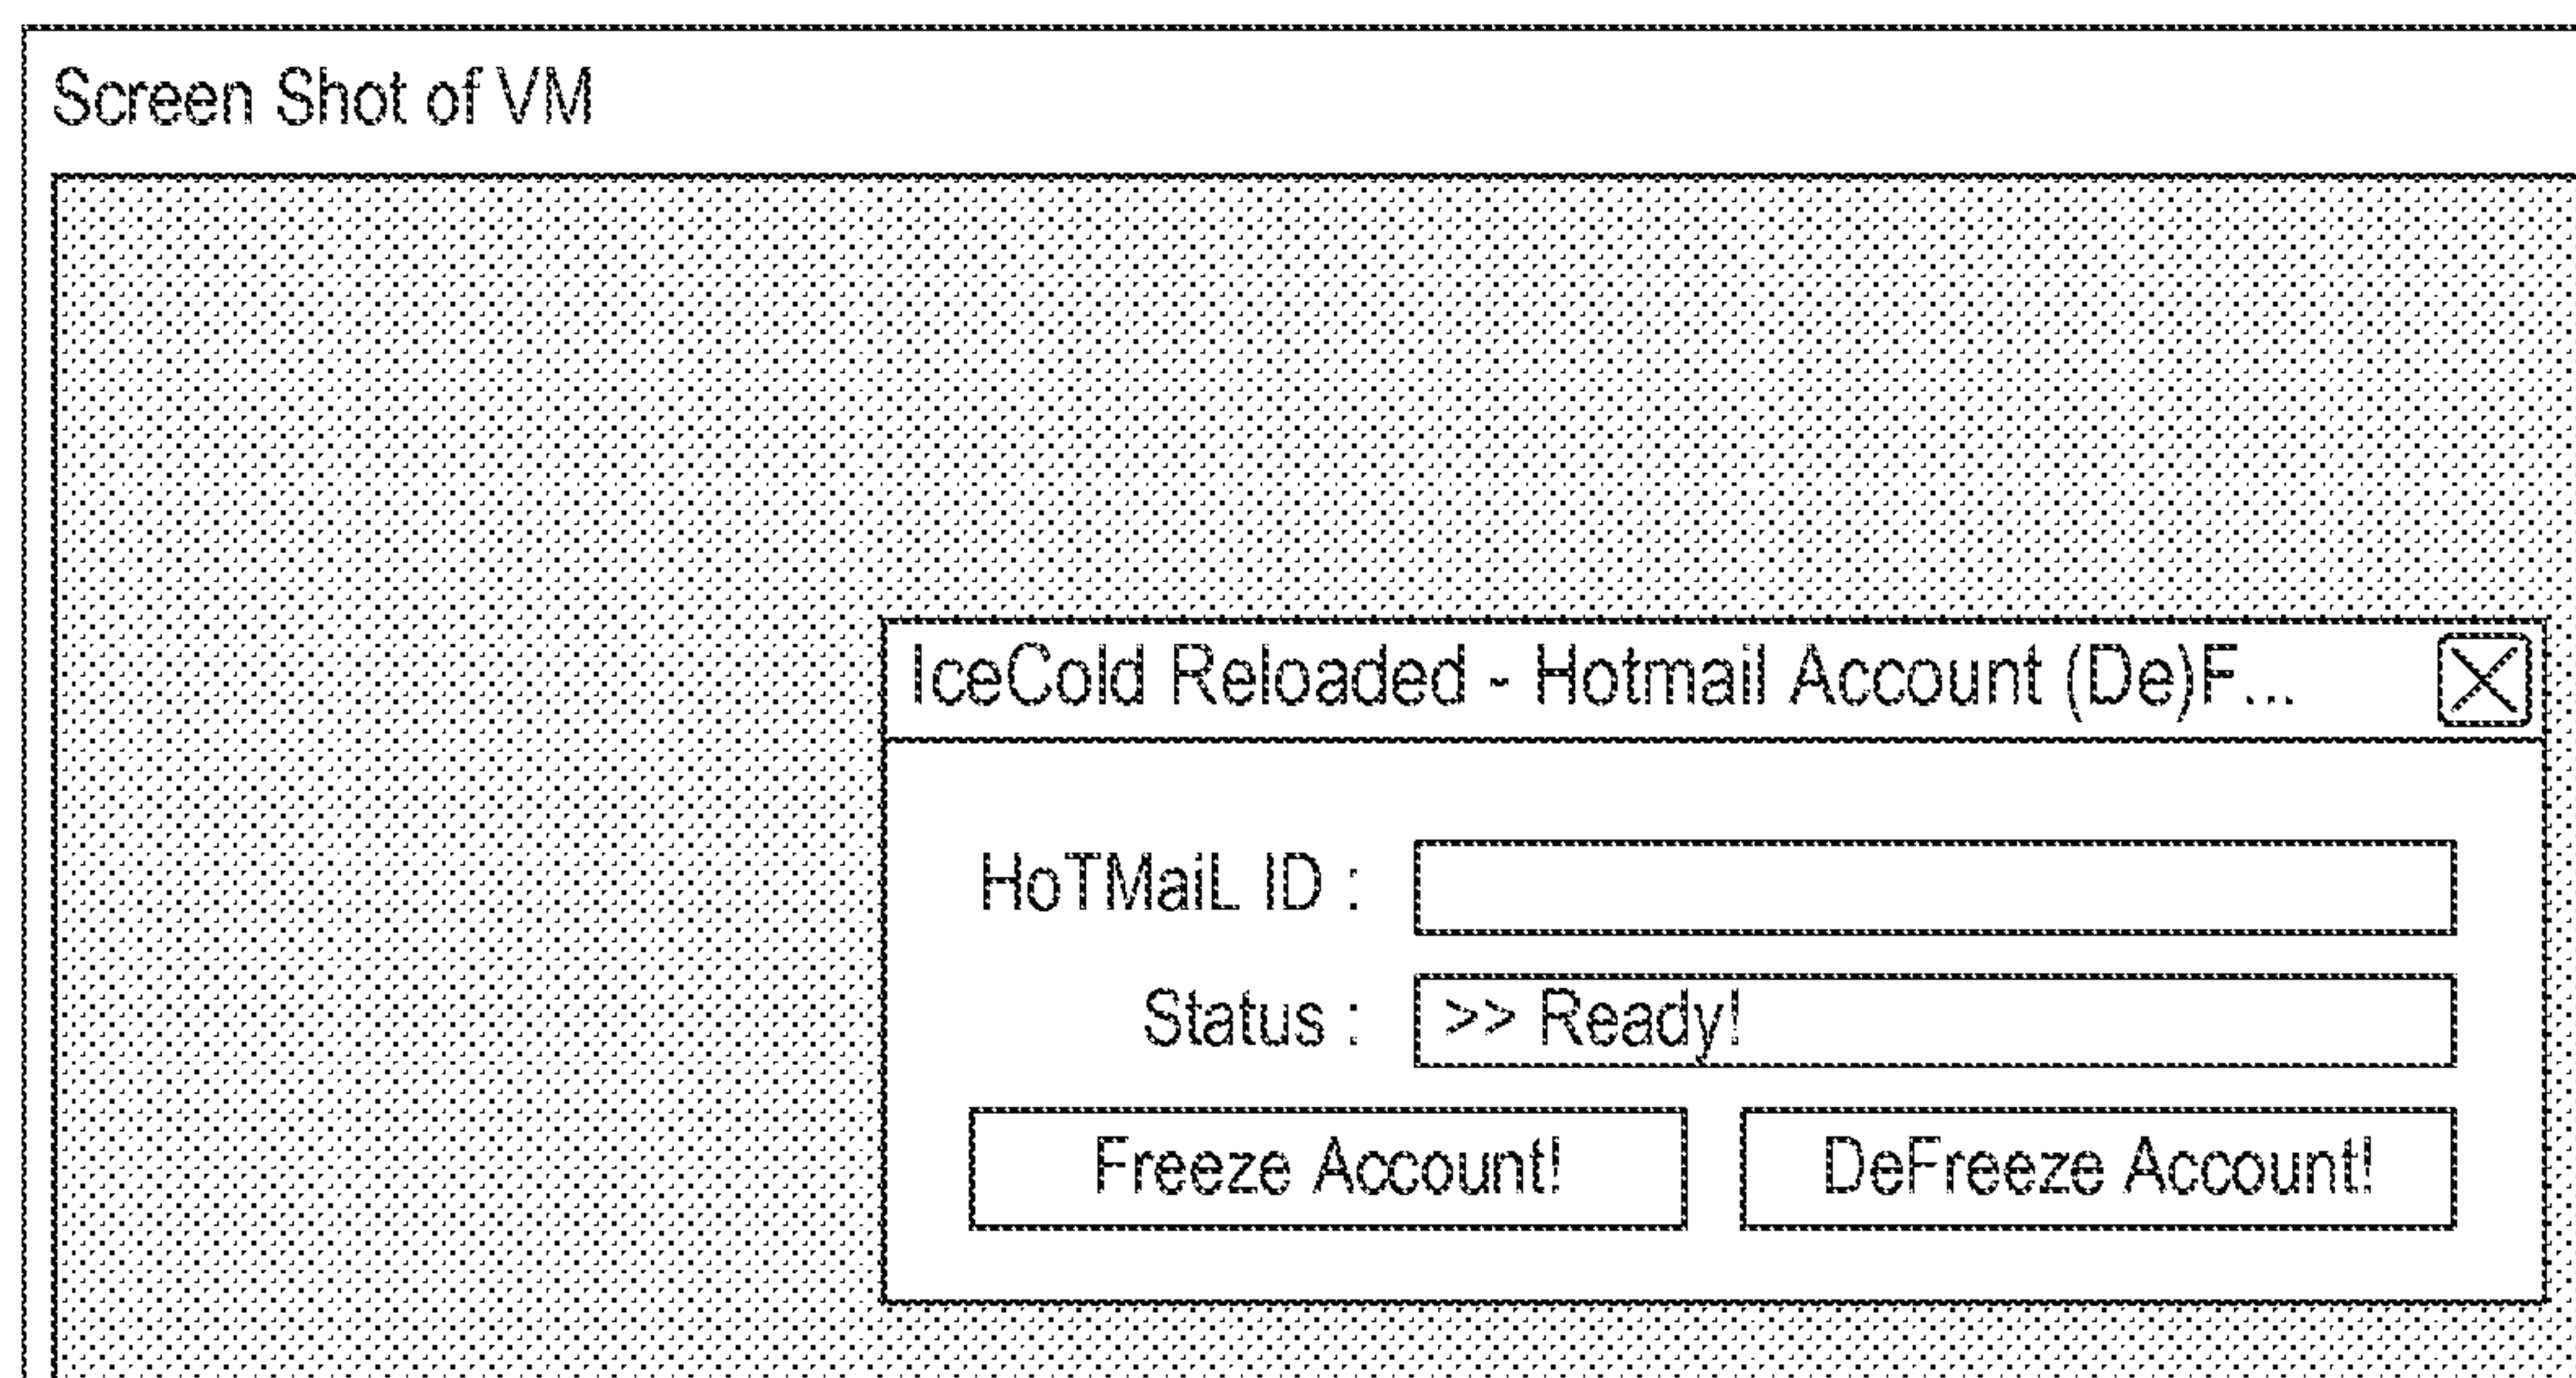 Screen Shot of VM
IceCold Reloaded - Hotmail Account (De)F...
HoTMaiL ID :
Status : >> Ready!
Freeze Account! DeFreeze Account!